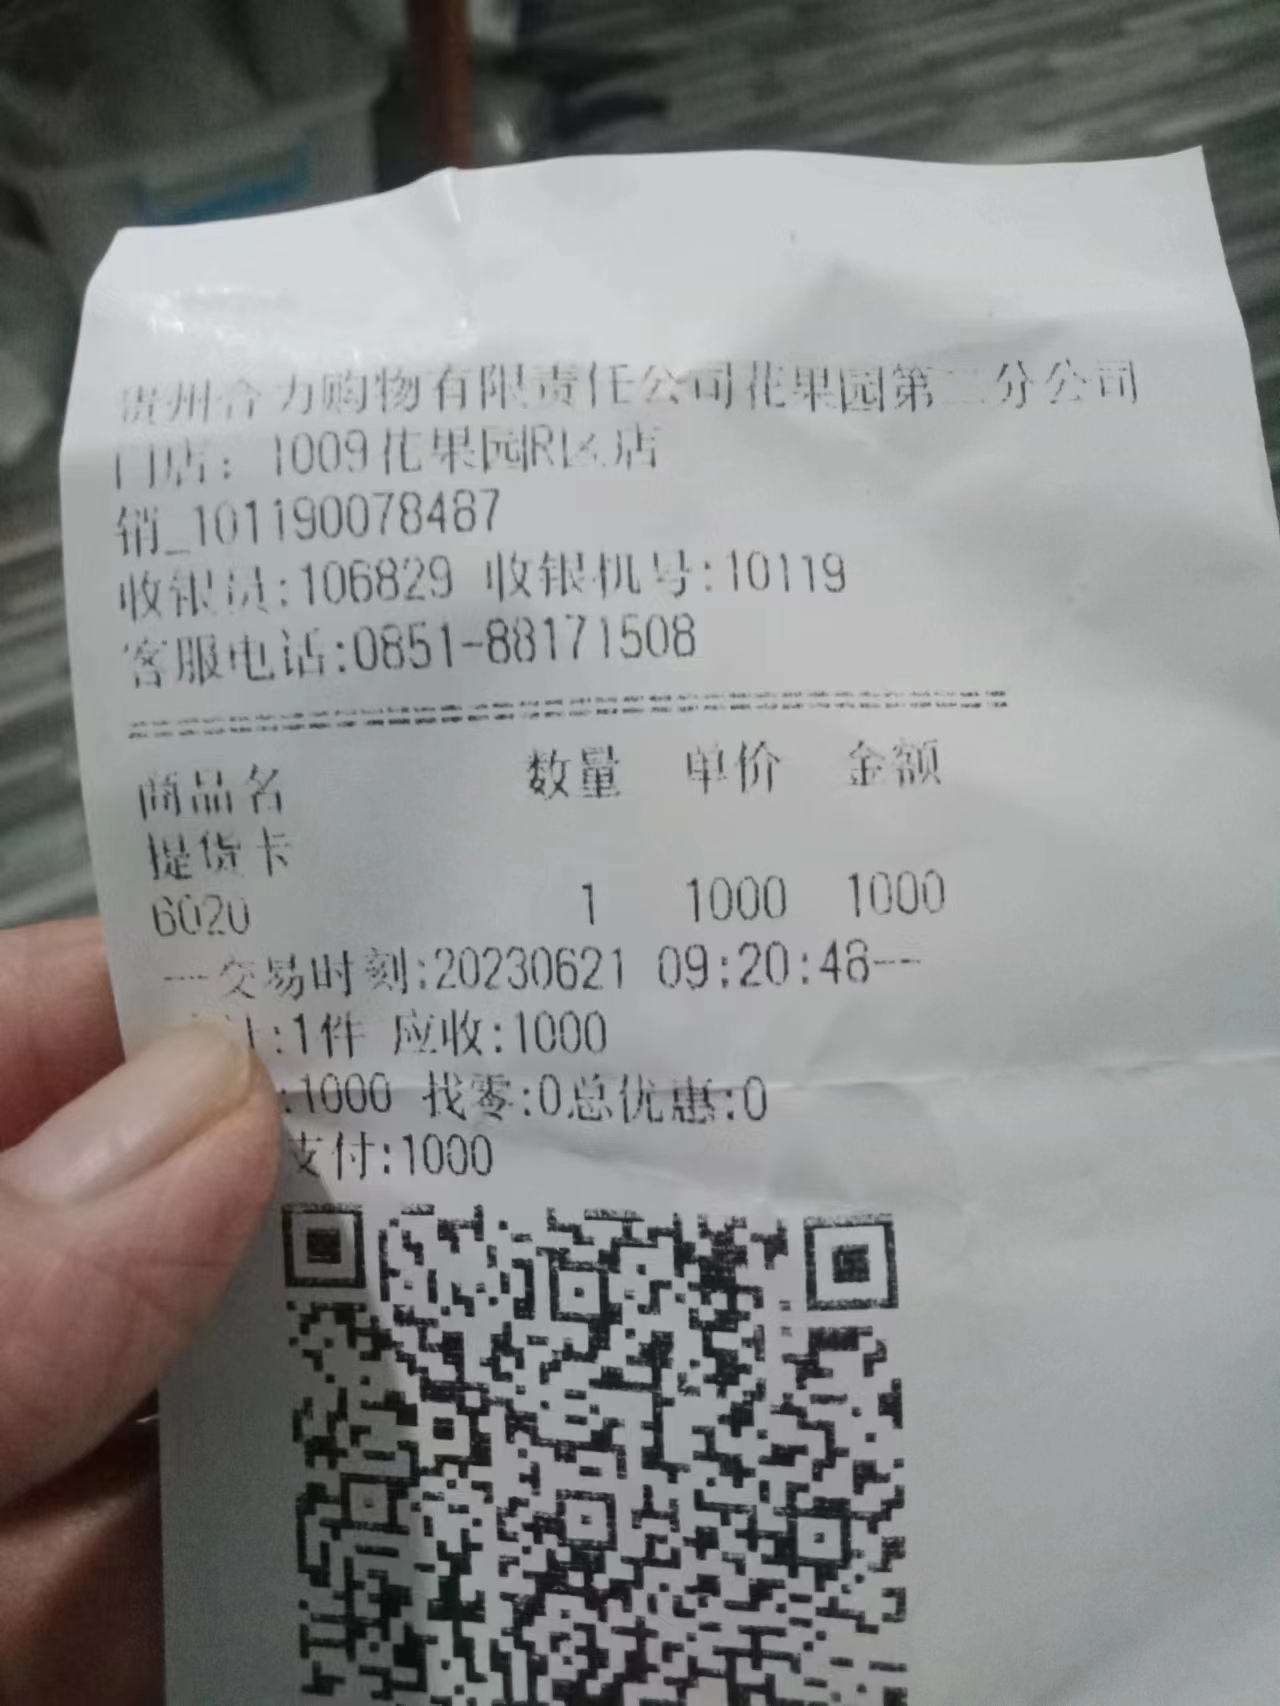 贵州合力购物有限责任公司花果园第二分公司
门店：1009花果园R区店
销_101190078487
收银员:106829 收银机号:10119
客服电话:0851-88171508
商品名 数量 单价 金额
提货卡
6020 1 1000 1000
---交易时刻:20230621 09:20:48--
计:1件 应收:1000
:1000 找零:0总优惠:0
支付:1000